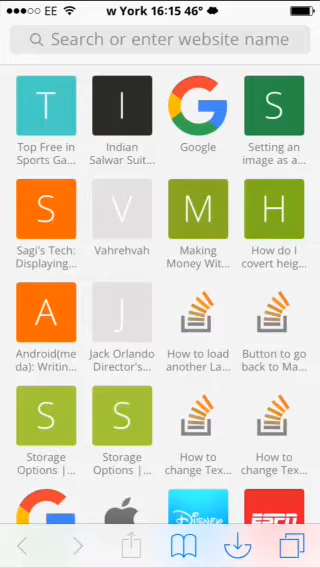 EE w York 16:15 46°
Search or enter website name
T I G S
Top Free in Sports Ga...
Indian Salwar Suit...
Google
Setting an image as a...
S V M H
Sagi's Tech: Displaying...
Vahrehvah
Making Money Wit...
How do I covert heig...
A J
Android(me da): Writin...
Jack Orlando Director's...
How to load another La...
Button to go back to Ma...
S S
Storage Options |...
Storage Options |...
How to change Tex...
How to change Tex...
Disney
ESPN